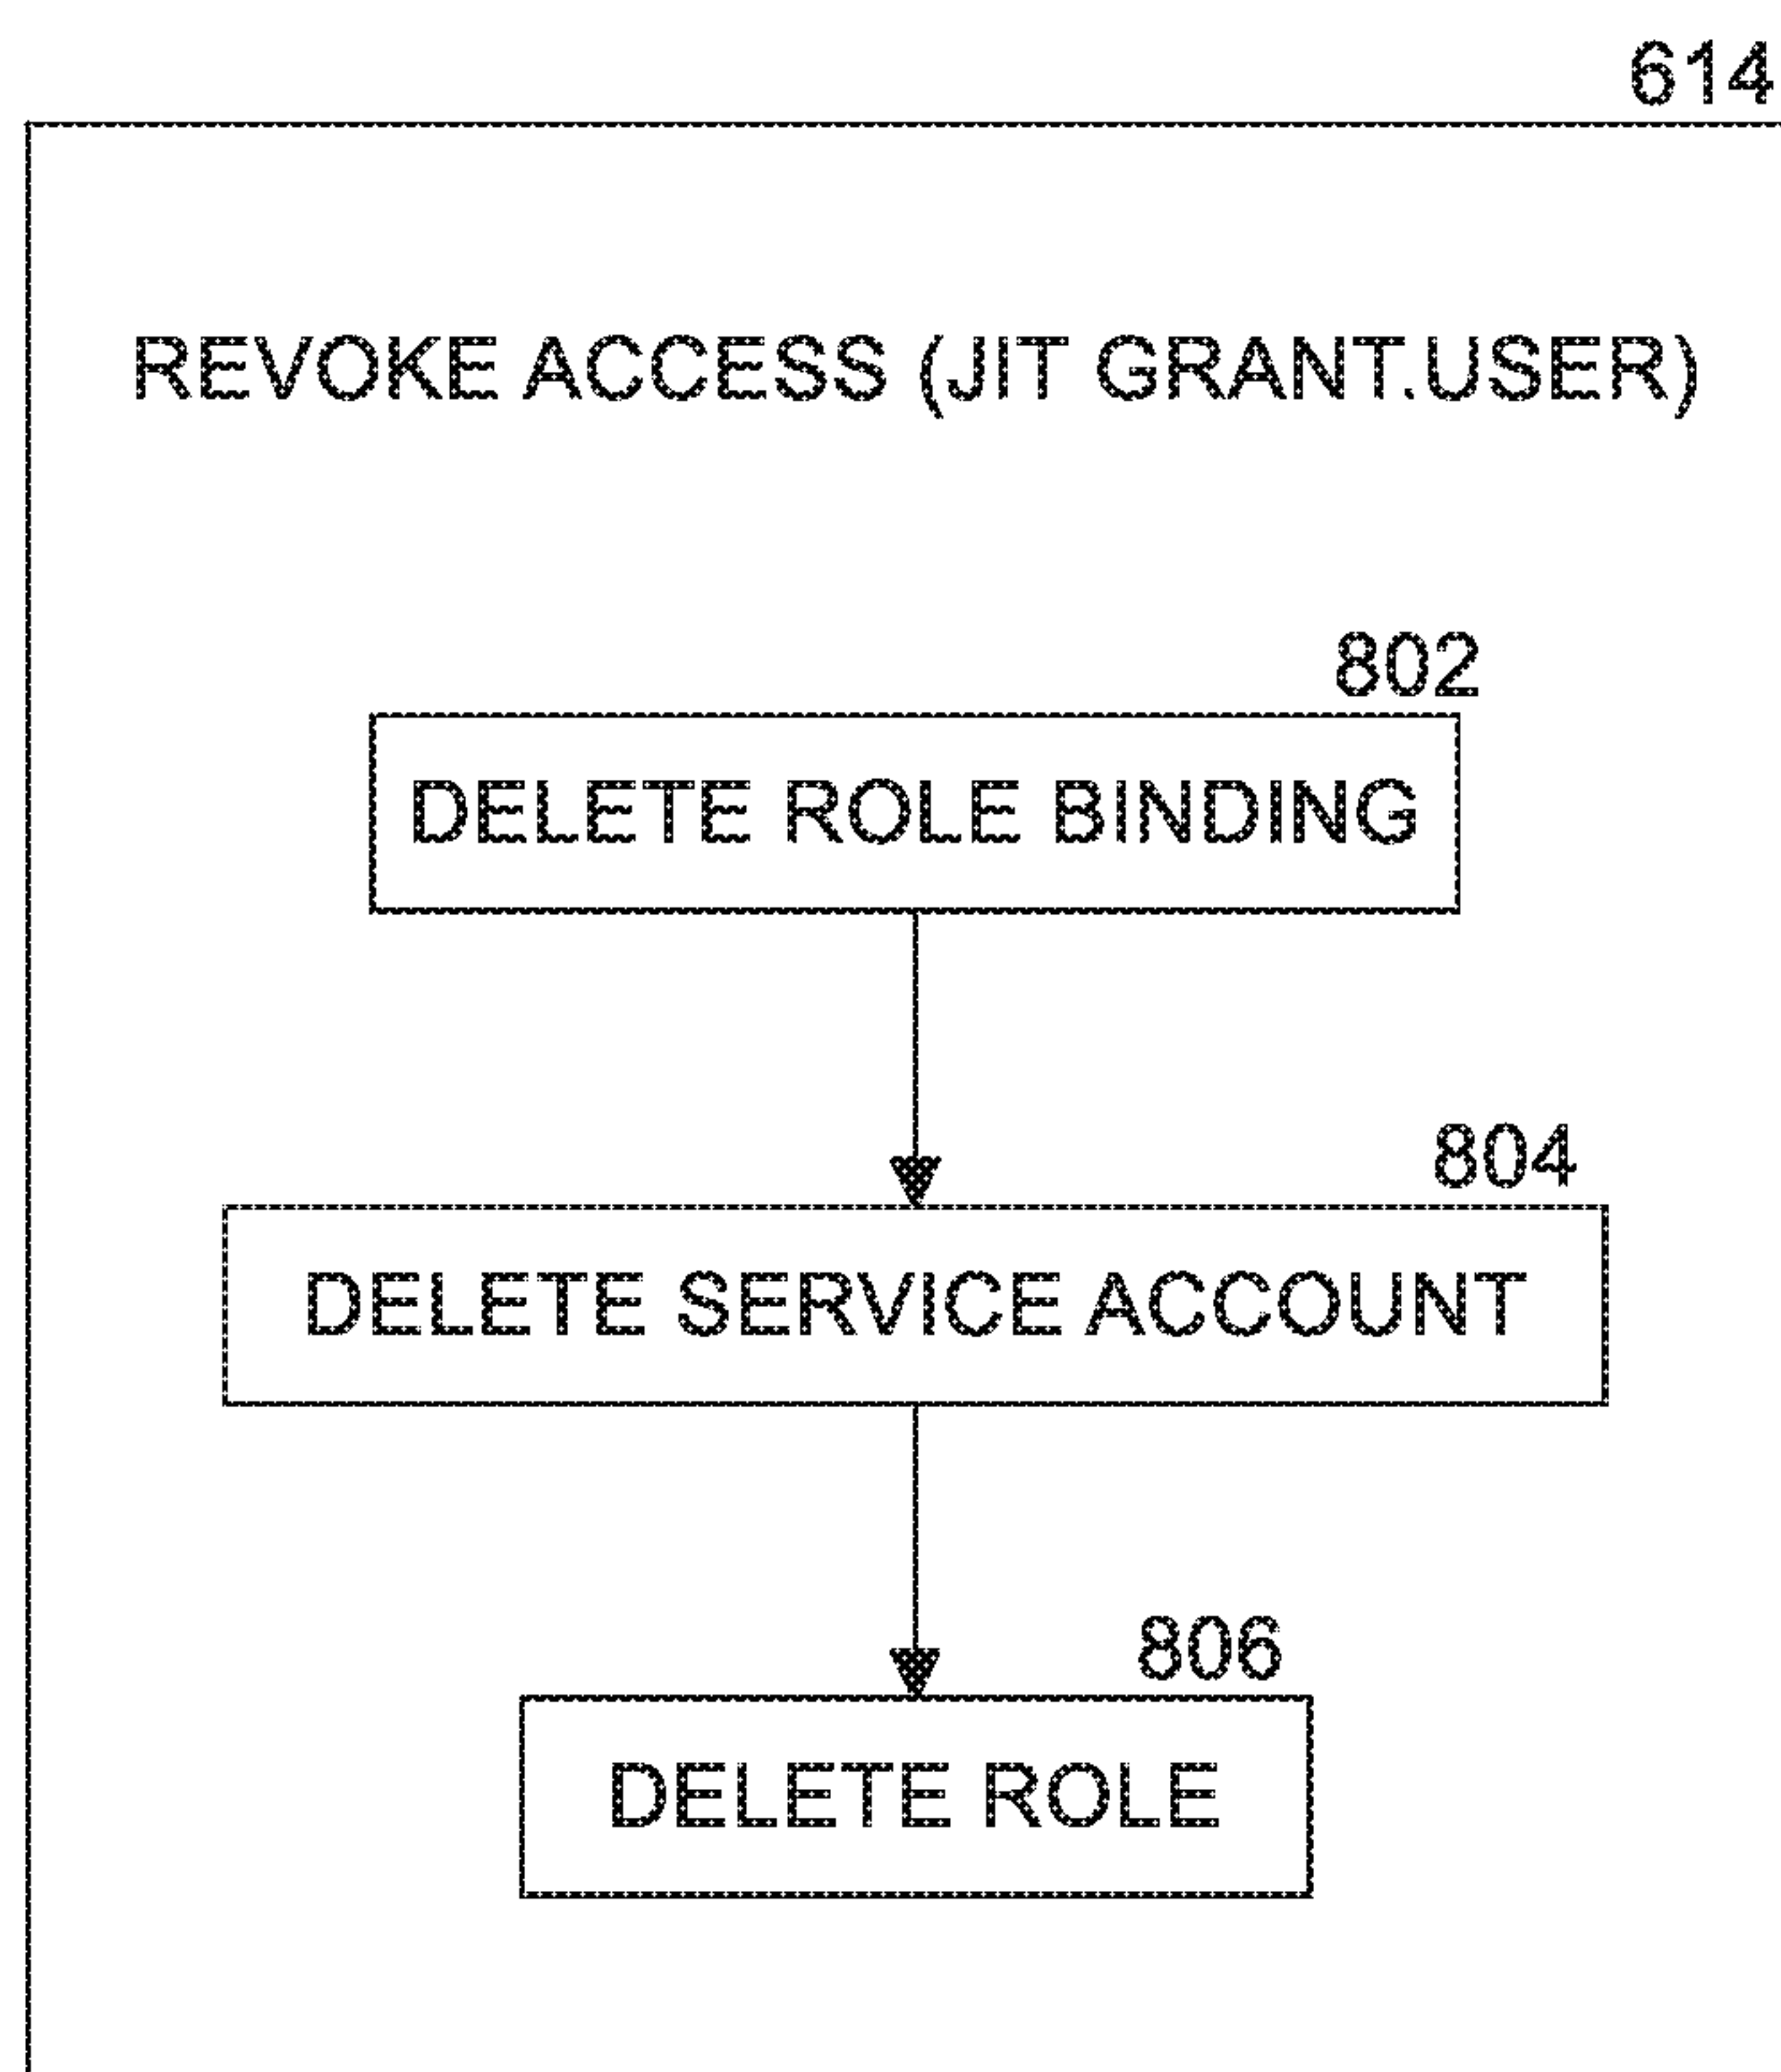 614
REVOKE ACCESS (JIT GRANT.USER)
802
DELETE ROLE BINDING
804
DELETE SERVICE ACCOUNT
806
DELETE ROLE